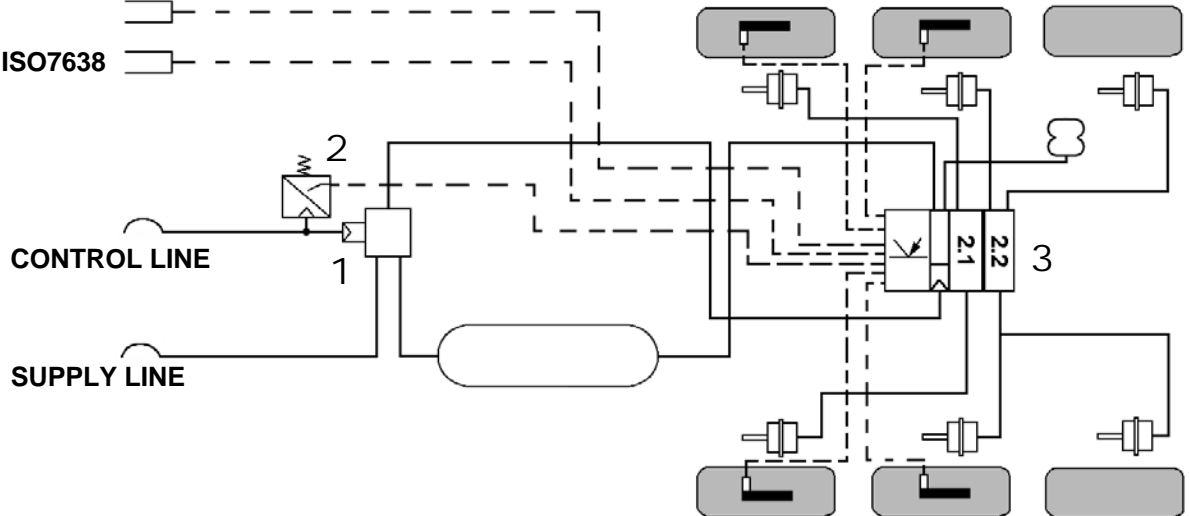 ISO7638
2
CONTROL LINE
1
2.1
2.2
3
SUPPLY LINE